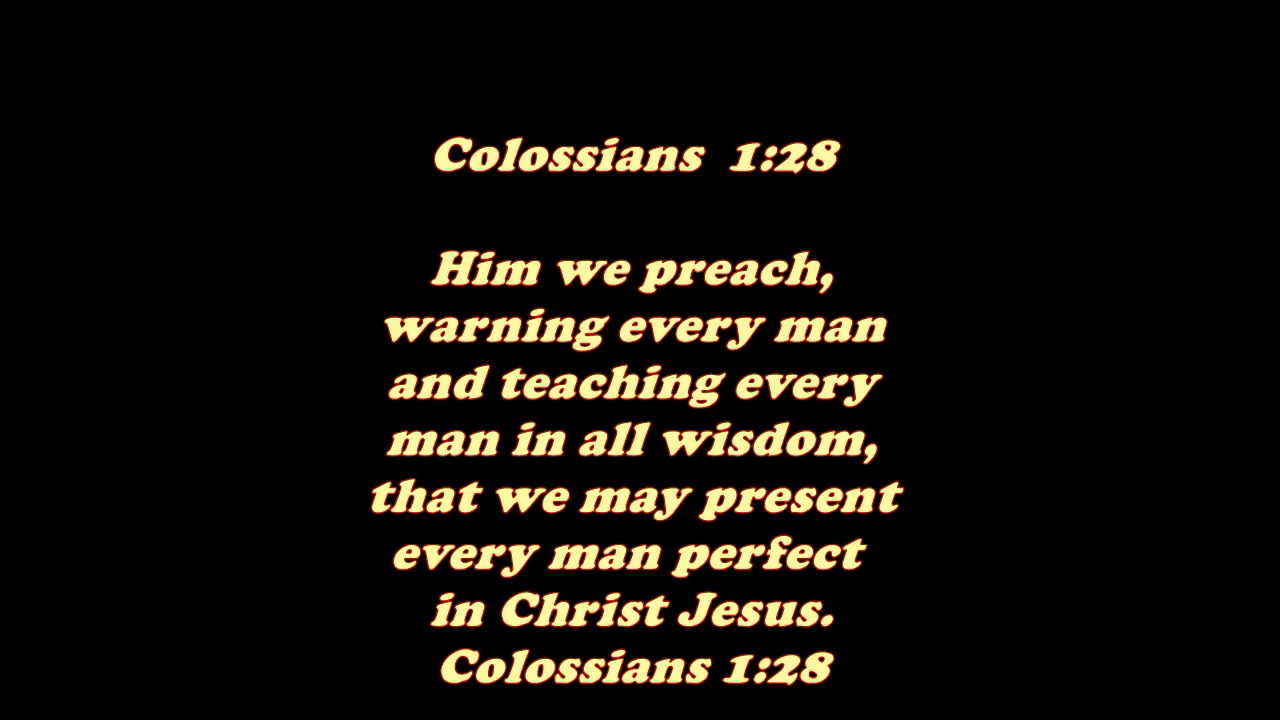 Colossians  1:28
Him we preach,
warning every man
and teaching every
man in all wisdom,
that we may present
every man perfect
in Christ Jesus.
Colossians 1:28